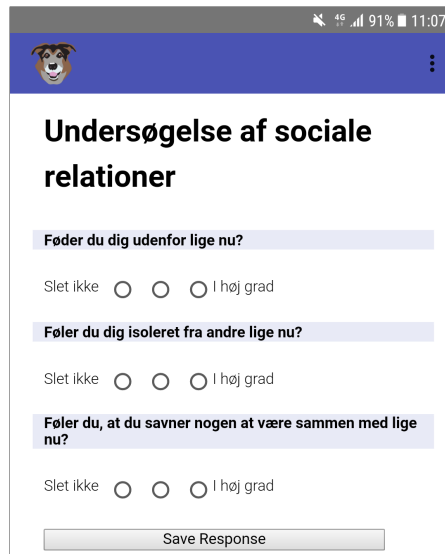 4G 91% 11:07
Undersøgelse af sociale
relationer
Føder du dig udenfor lige nu?
Slet ikke I høj grad
Føler du dig isoleret fra andre lige nu?
Slet ikke I høj grad
Føler du, at du savner nogen at være sammen med lige
nu?
Slet ikke I høj grad
Save Response